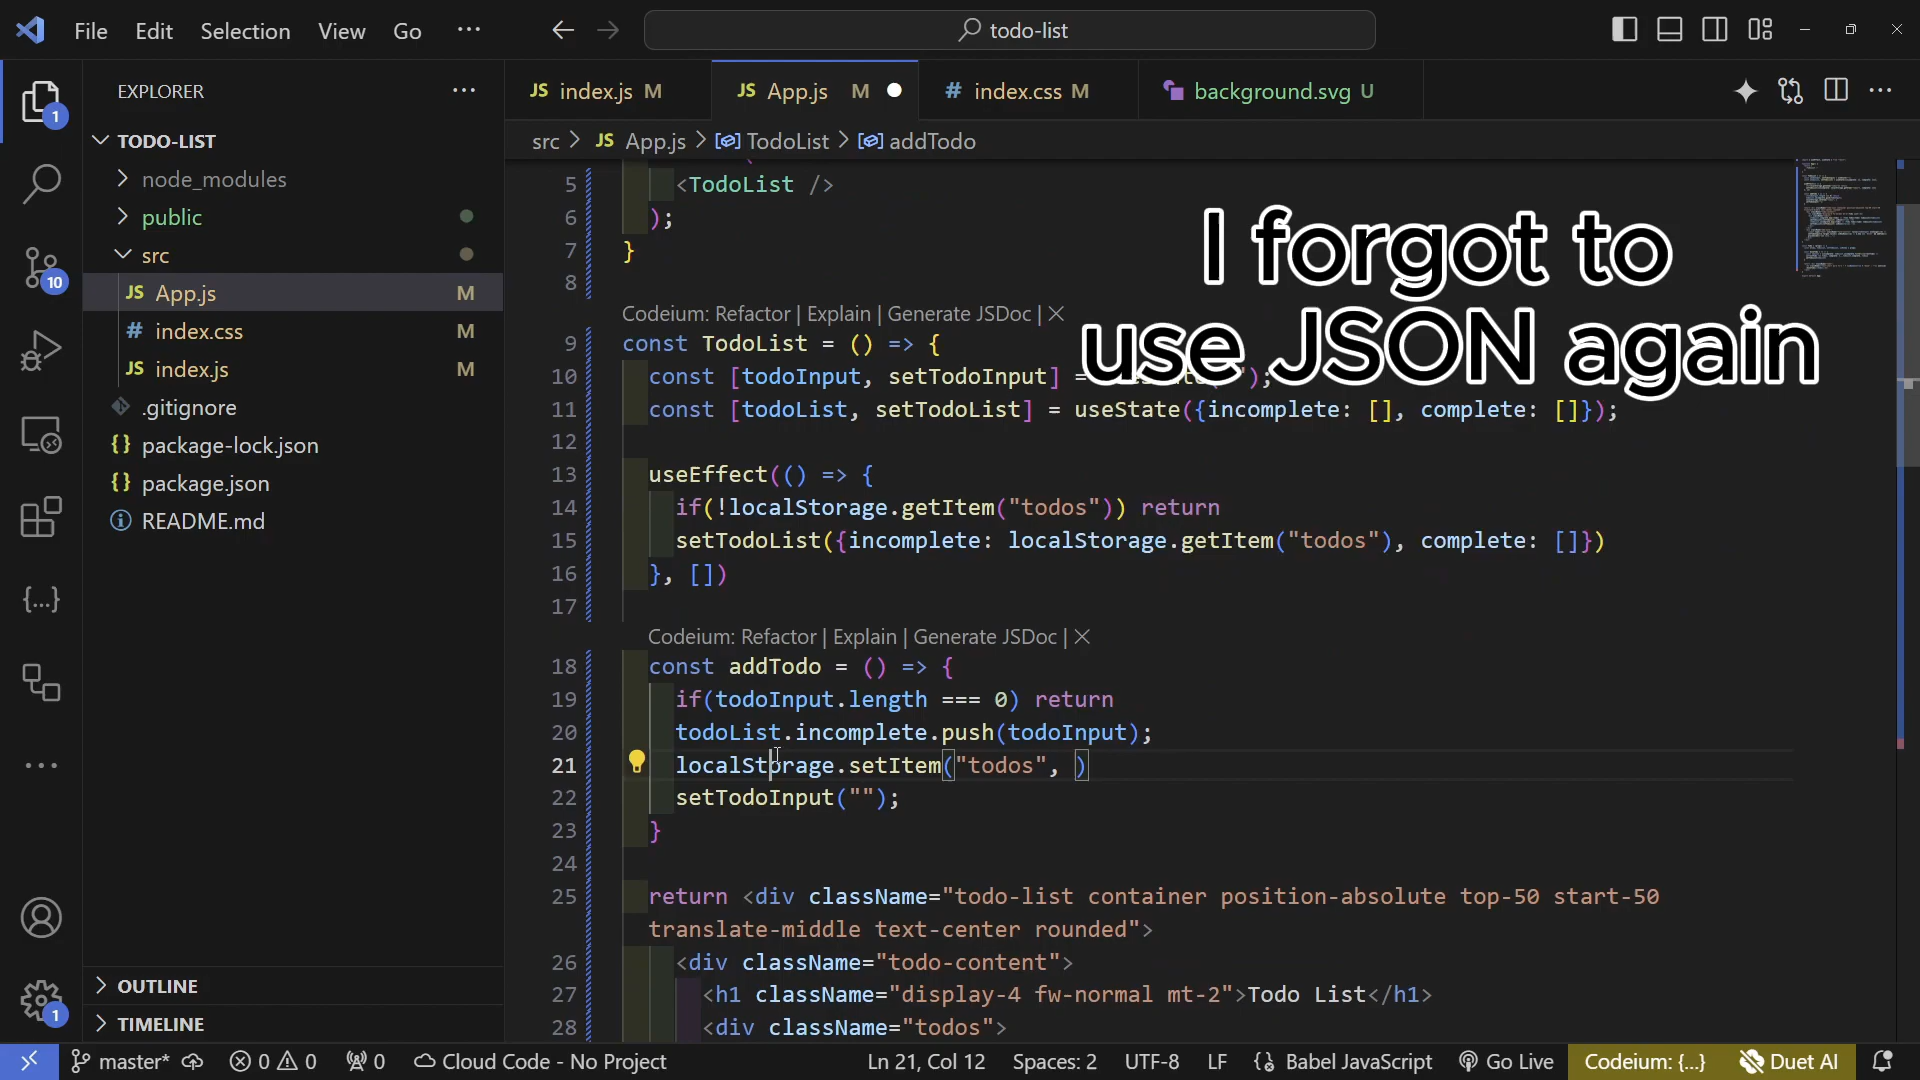 File Edit Selection View Go ··· todo-list
EXPLORER ···
TODO-LIST
node_modules
public
src
JS App.js M
# index.css M
JS index.js M
.gitignore
{} package-lock.json
{} package.json
README.md
OUTLINE
TIMELINE
1
10
1
JS index.js M JS App.js M # index.css M background.svg U ···
src > JS App.js > TodoList > addTodo
5 <TodoList />
6 );
7 }
8
Codeium: Refactor | Explain | Generate JSDoc | ×
9 const TodoList = () => {
10 const [todoInput, setTodoInput] =
11 const [todoList, setTodoList] = useState({incomplete: [], complete: []});
12
13 useEffect(() => {
14 if(!localStorage.getItem("todos")) return
15 setTodoList({incomplete: localStorage.getItem("todos"), complete: []})
16 }, [])
17
Codeium: Refactor | Explain | Generate JSDoc | ×
18 const addTodo = () => {
19 if(todoInput.length === 0) return
20 todoList.incomplete.push(todoInput);
21 localStorage.setItem("todos", )
22 setTodoInput("");
23 }
24
25 return <div className="todo-list container position-absolute top-50 start-50
translate-middle text-center rounded">
26 <div className="todo-content">
27 <h1 className="display-4 fw-normal mt-2">Todo List</h1>
28 <div className="todos">
I forgot to
use JSON again
master* 0 0 0 Cloud Code - No Project Ln 21, Col 12 Spaces: 2 UTF-8 LF Babel JavaScript Go Live Codeium: {...} Duet AI